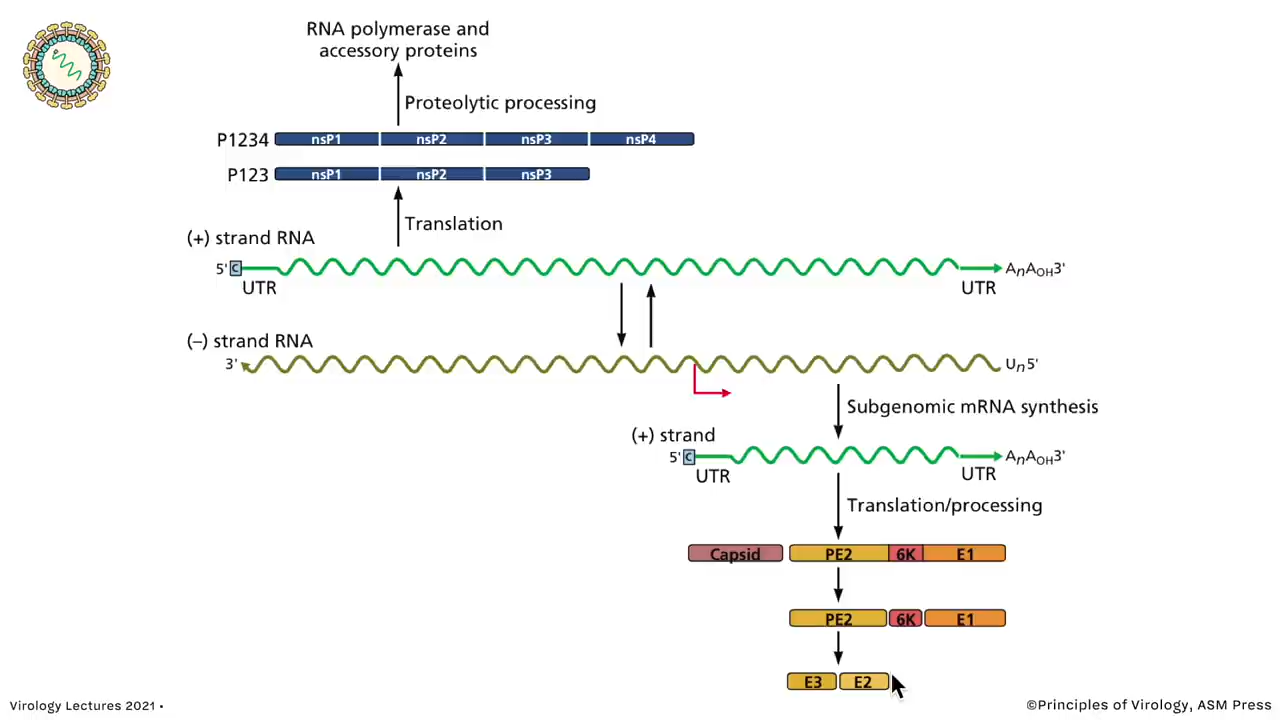 RNA polymerase and
accessory proteins
Proteolytic processing
P1234 nsP1 nsP2 nsP3 nsP4
P123 nsP1 nsP2 nsP3
Translation
(+) strand RNA
5' C AnAOH3'
UTR UTR
(–) strand RNA
3' Un5'
Subgenomic mRNA synthesis
(+) strand
5' C AnAOH3'
UTR UTR
Translation/processing
Capsid PE2 6K E1
PE2 6K E1
E3 E2
Virology Lectures 2021 •
©Principles of Virology, ASM Press